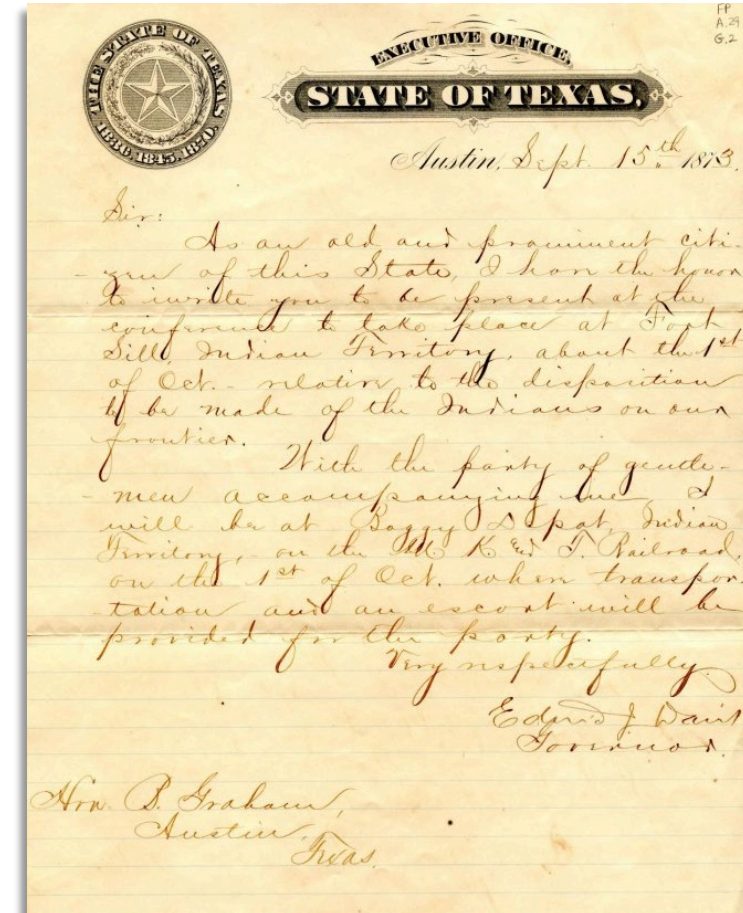 FP
A.29
G.2
THE STATE OF TEXAS.
1836. 1845. 1870.
EXECUTIVE OFFICE,
STATE OF TEXAS,
Austin, Sept. 15th 1873.
Sir:
As an old and prominent citi-
-zen of this State, I have the honor
to invite you to be present at the
conference to take place at Fort
Sill, Indian Territory, about the 1st
of Oct. - relative to the disposition
to be made of the Indians on our
frontier.
With the party of gentle-
-men accompanying me, I
will be at Boggy Depot, Indian
Territory, - on the M K and T. Railroad,
on the 1st of Oct. where transpor-
-tation and an escort will be
provided for the party.
Very respectfully
Edmd J Davis
Governor.
Hon. B. Graham,
Austin,
Texas.